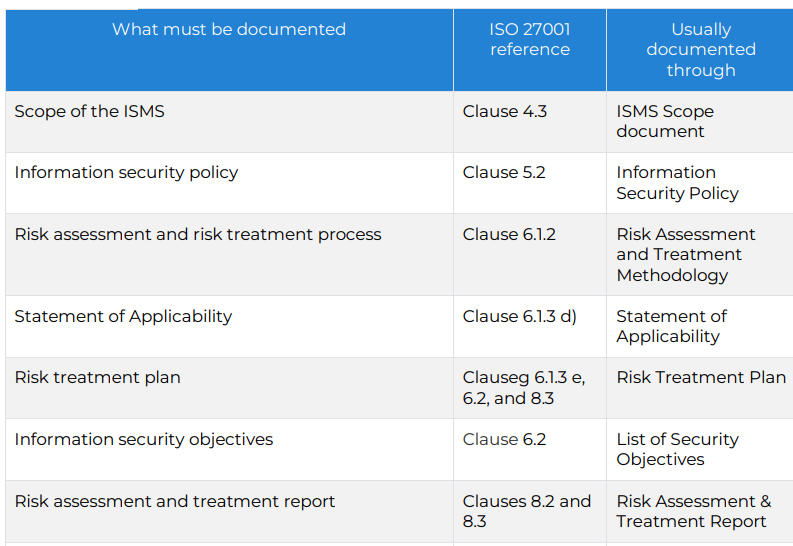 What must be documented
ISO 27001
reference
Usually
documented
through
Scope of the ISMS
Clause 4.3
ISMS Scope
document
Information security policy
Clause 5.2
Information
Security Policy
Risk assessment and risk treatment process
Clause 6.1.2
Risk Assessment
and Treatment
Methodology
Statement of Applicability
Clause 6.1.3 d)
Statement of
Applicability
Risk treatment plan
Clauseg 6.1.3 e,
6.2, and 8.3
Risk Treatment Plan
Information security objectives
Clause 6.2
List of Security
Objectives
Risk assessment and treatment report
Clauses 8.2 and
8.3
Risk Assessment &
Treatment Report